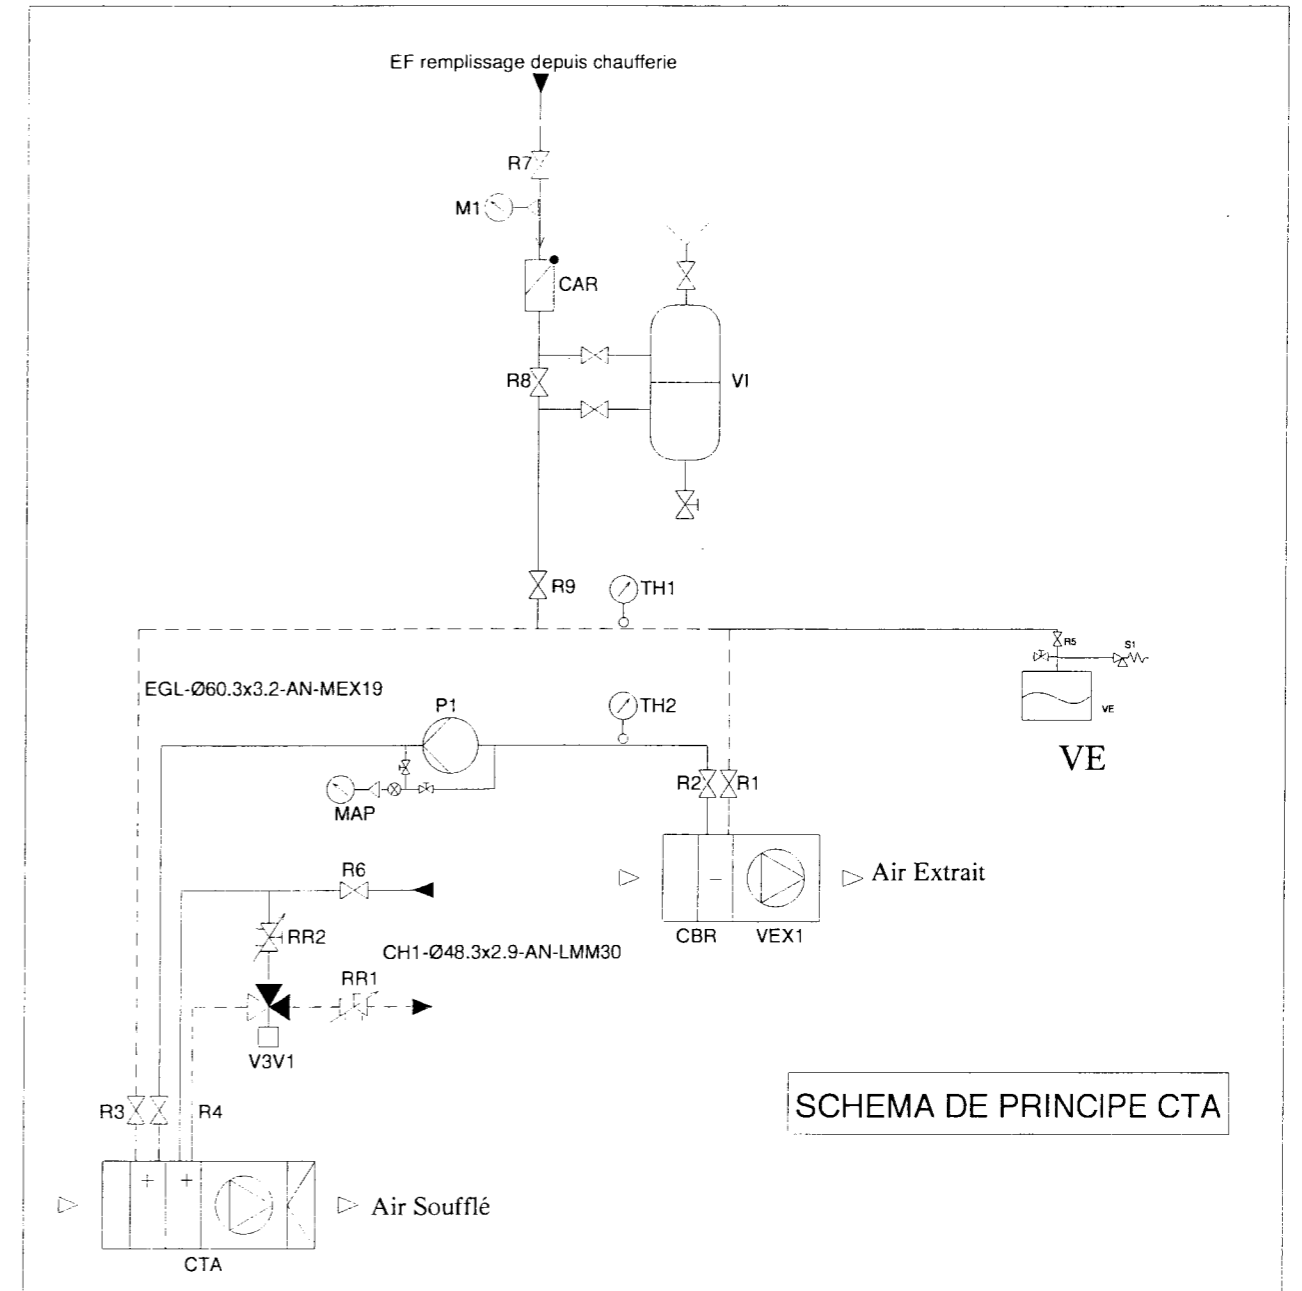 EF remplissage depuis chaufferie
R7
M1
CAR
R8
VI
R9
TH1
R5
S1
VE
VE
EGL-Ø60.3x3.2-AN-MEX19
P1
TH2
MAP
R2
R1
R6
Air Extrait
RR2
CBR
VEX1
CH1-Ø48.3x2.9-AN-LMM30
RR1
V3V1
R3
R4
SCHEMA DE PRINCIPE CTA
Air Soufflé
CTA